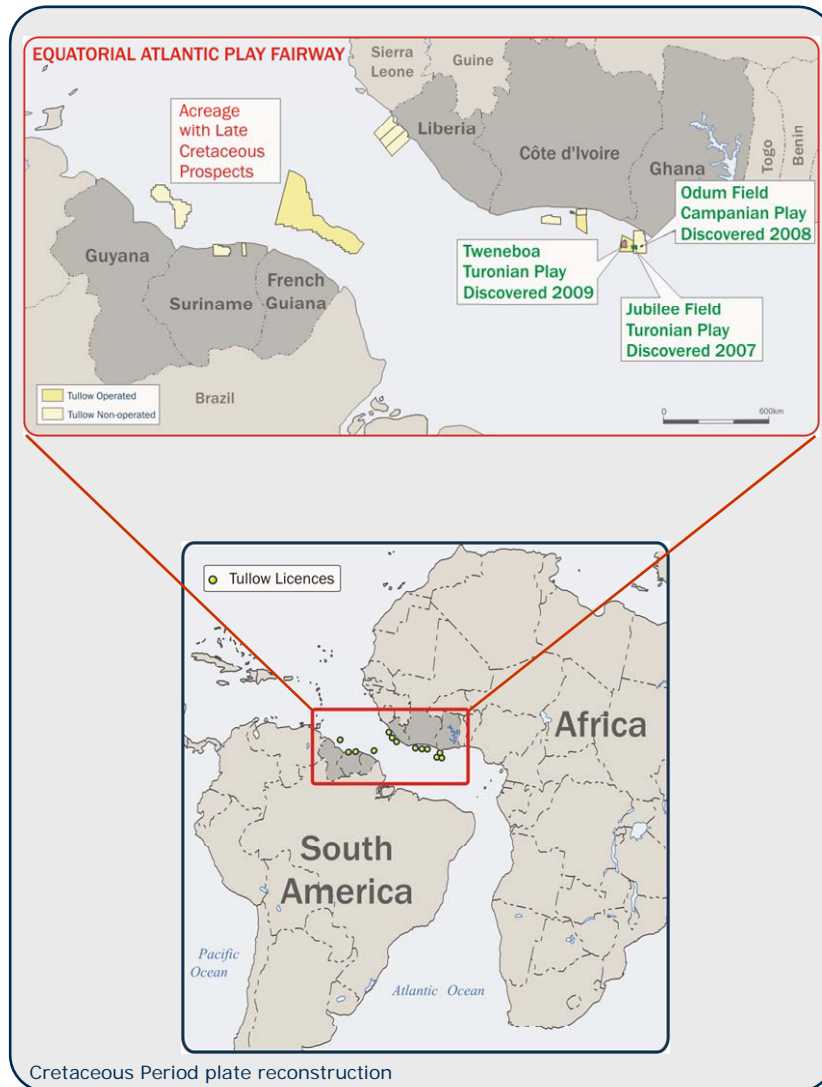 EQUATORIAL ATLANTIC PLAY FAIRWAY
Sierra
Leone
Guine
Acreage
with Late
Cretaceous
Prospects
Liberia
Côte d'Ivoire
Ghana
Togo
Benin
Odum Field
Campanian Play
Discovered 2008
Tweneboa
Turonian Play
Discovered 2009
Jubilee Field
Turonian Play
Discovered 2007
Guyana
Suriname
French
Guiana
Brazil
Tullow Operated
Tullow Non-operated
0 600km
Tullow Licences
Africa
South
America
Pacific
Ocean
Atlantic Ocean
Cretaceous Period plate reconstruction